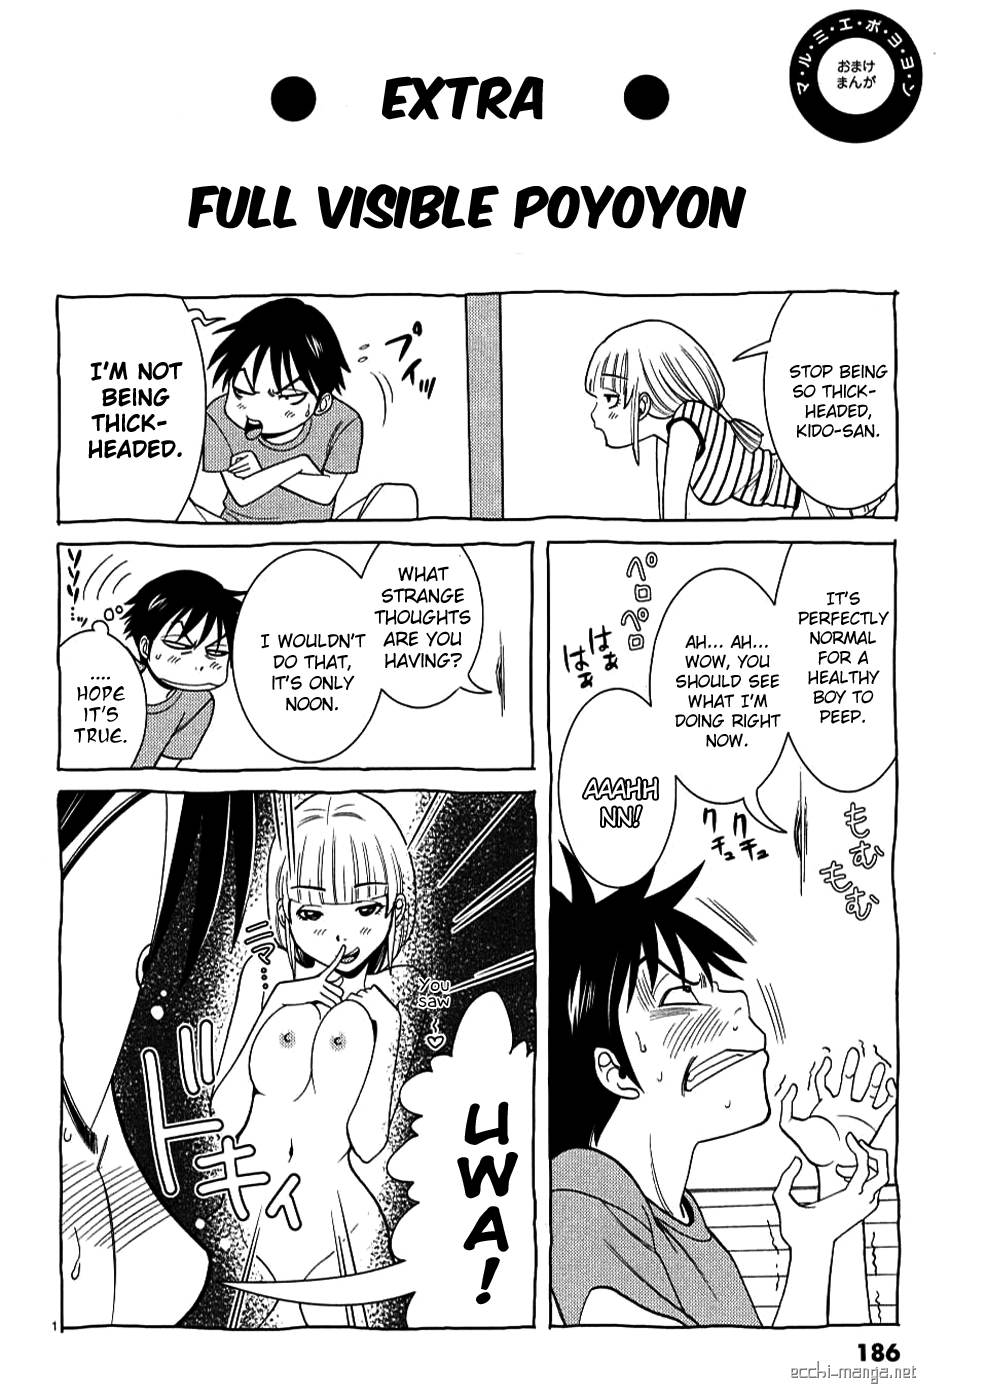 マ・ル・ミ・エ・ポ・ヨ・ヨ・ン
おまけ
まんが
EXTRA
FULL VISIBLE POYOYON
STOP BEING
SO THICK-
HEADED,
KIDO-SAN.
プイッ
I'M NOT
BEING
THICK-
HEADED.
IT'S
PERFECTLY
NORMAL
FOR A
HEALTHY
BOY TO
PEEP.
AH... AH...
WOW, YOU
SHOULD SEE
WHAT I'M
DOING RIGHT
NOW.
AAAHH
NN!
ペロペロ
はぁはぁ
クチュ
クチュ
もむ
もむ
WHAT
STRANGE
THOUGHTS
ARE YOU
HAVING?
I WOULDN'T
DO THAT,
IT'S ONLY
NOON.
....
HOPE
IT'S
TRUE.
ソソソ…
ニマ……
YOU
SAW~♡
ドキィ
UWA!
1
186
ecchi-manga.net